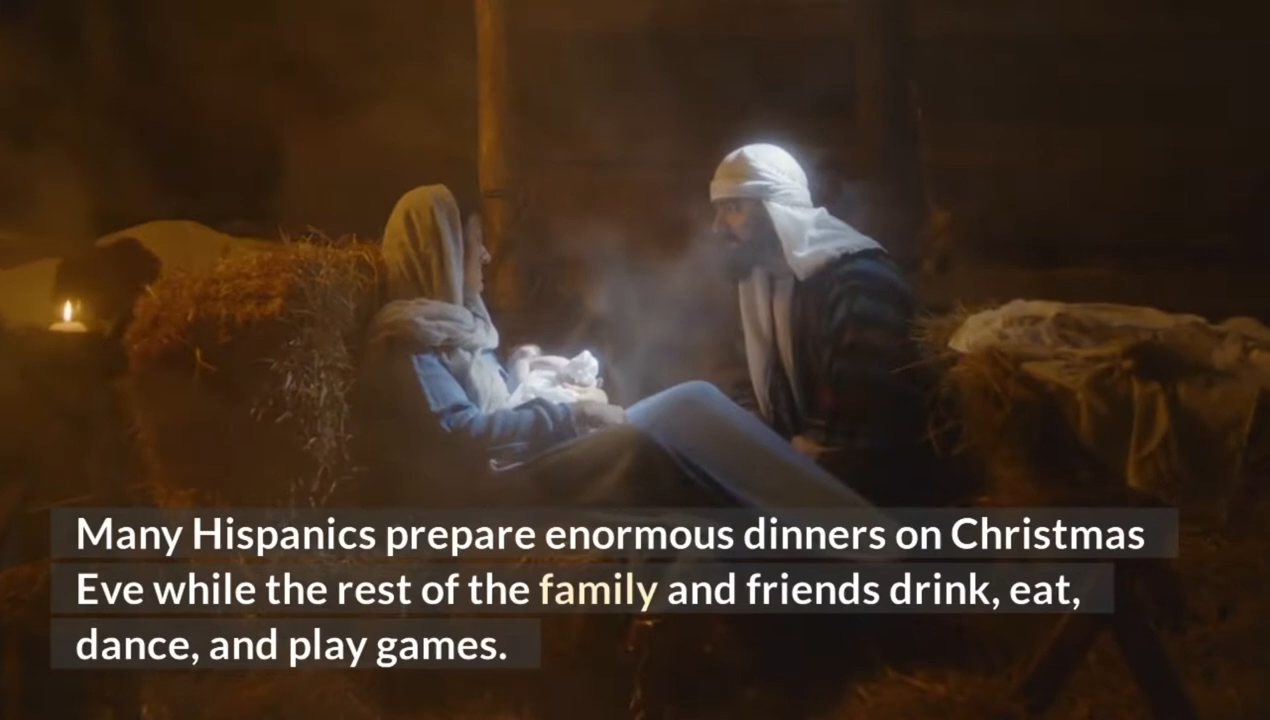 Many Hispanics prepare enormous dinners on Christmas
Eve while the rest of the family and friends drink, eat,
dance, and play games.